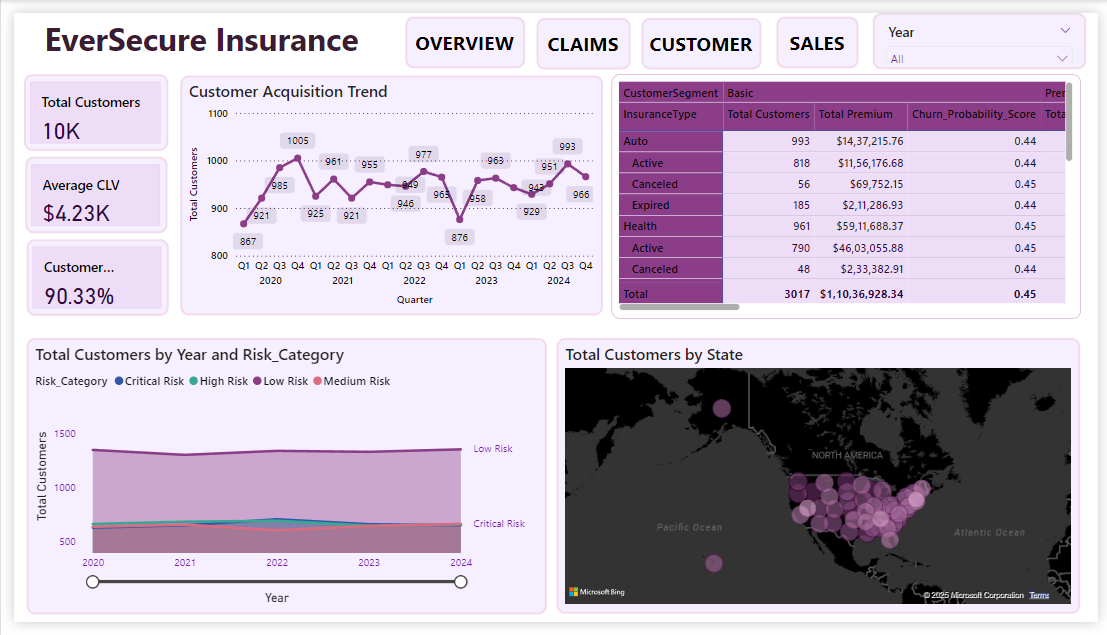 EverSecure Insurance
OVERVIEW
CLAIMS
CUSTOMER
SALES
Year
All
Total Customers
10K
Average CLV
$4.23K
Customer...
90.33%
Customer Acquisition Trend
Total Customers
1100
1000
900
800
867
921
985
1005
925
961
921
955
949
946
977
965
876
958
963
943
929
951
993
966
Q1 Q2 Q3 Q4 Q1 Q2 Q3 Q4 Q1 Q2 Q3 Q4 Q1 Q2 Q3 Q4 Q1 Q2 Q3 Q4
2020 2021 2022 2023 2024
Quarter
CustomerSegment Basic Prer
InsuranceType Total Customers Total Premium Churn_Probability_Score Tota
Auto 993 $14,37,215.76 0.44
Active 818 $11,56,176.68 0.44
Canceled 56 $69,752.15 0.45
Expired 185 $2,11,286.93 0.44
Health 961 $59,11,688.37 0.45
Active 790 $46,03,055.88 0.44
Canceled 48 $2,33,382.91 0.44
Total 3017 $1,10,36,928.34 0.45
Total Customers by Year and Risk_Category
Risk_Category Critical Risk High Risk Low Risk Medium Risk
Total Customers
1500
1000
500
Low Risk
Critical Risk
2020 2021 2022 2023 2024
Year
Total Customers by State
NORTH AMERICA
Pacific Ocean
Atlantic Ocean
Microsoft Bing
© 2025 Microsoft Corporation Terms